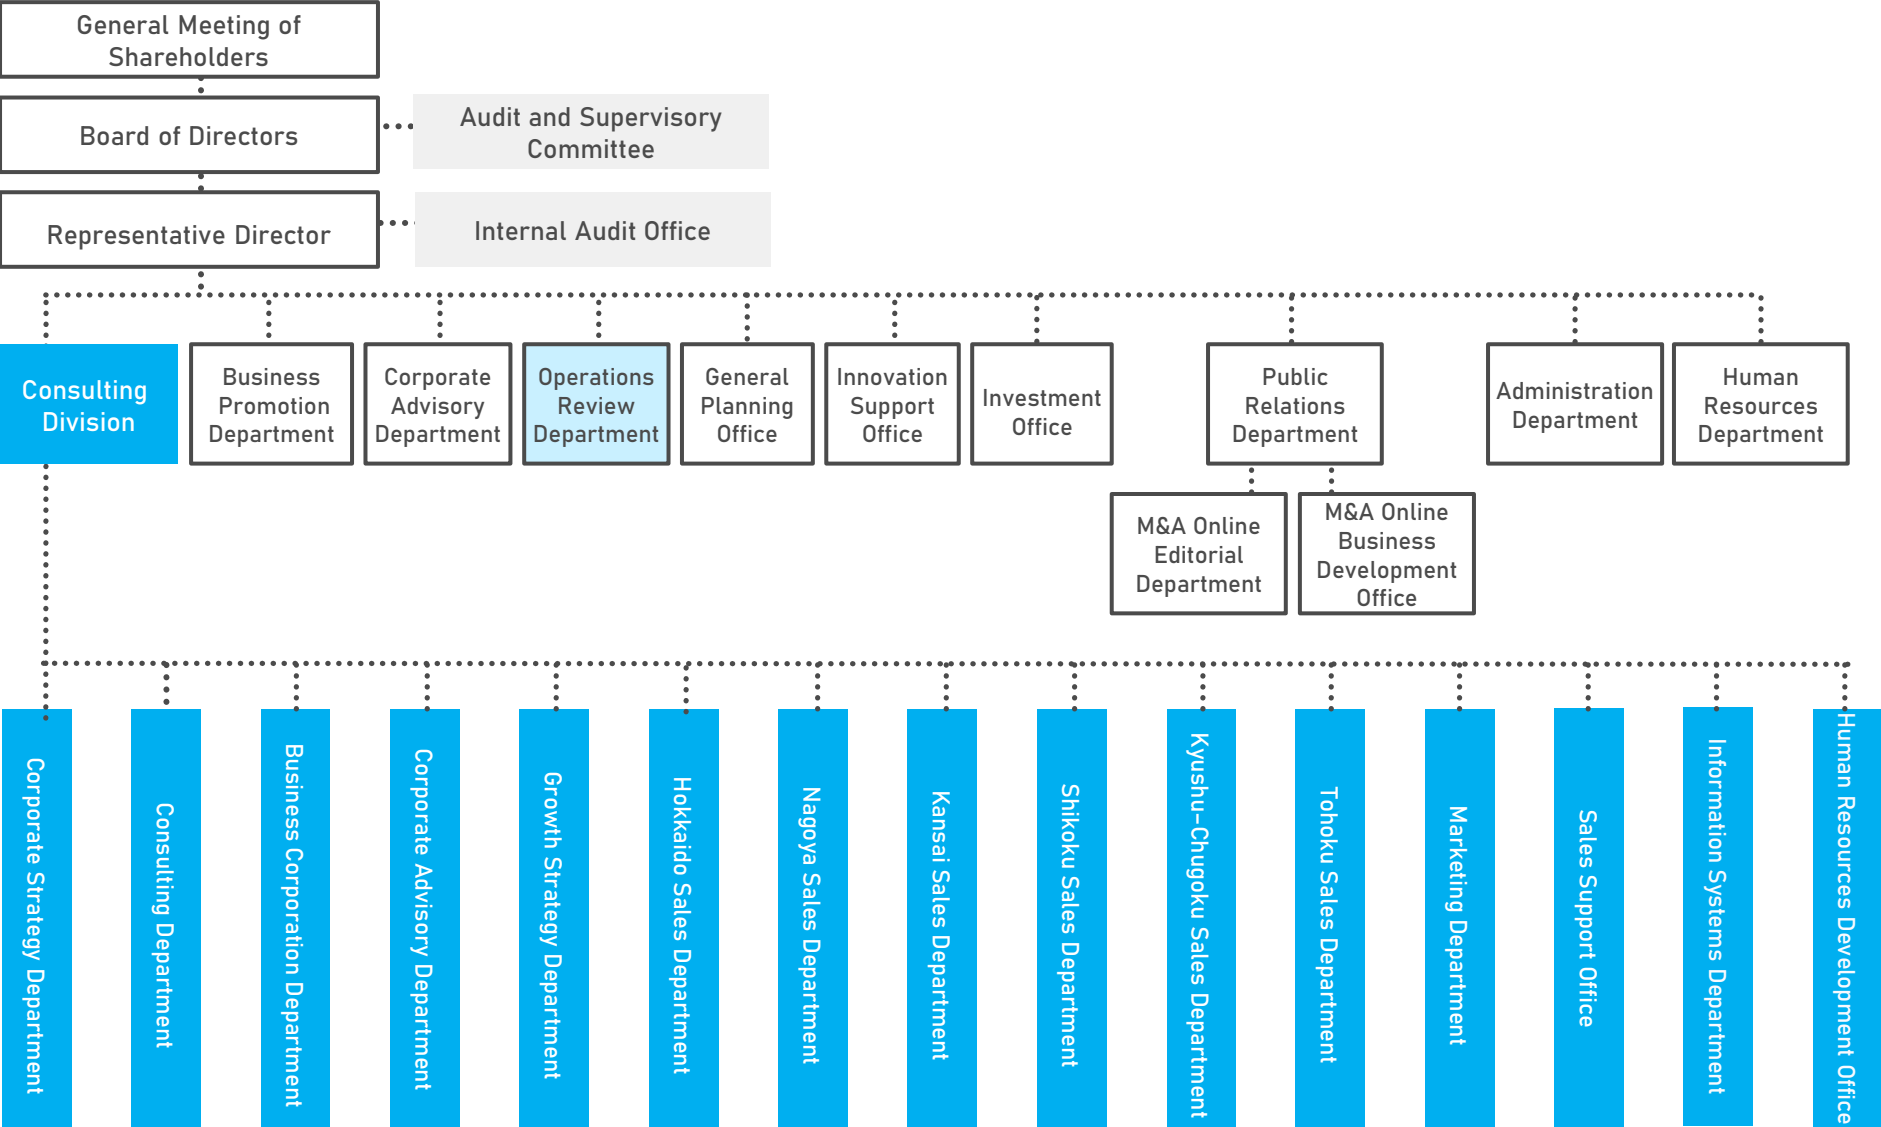 General Meeting of
Shareholders
Board of Directors
Audit and Supervisory
Committee
Representative Director
Internal Audit Office
Consulting
Division
Business
Promotion
Department
Corporate
Advisory
Department
Operations
Review
Department
General
Planning
Office
Innovation
Support
Office
Investment
Office
Public
Relations
Department
Administration
Department
Human
Resources
Department
M&A Online
Editorial
Department
M&A Online
Business
Development
Office
Corporate Strategy Department
Consulting Department
Business Corporation Department
Corporate Advisory Department
Growth Strategy Department
Hokkaido Sales Department
Nagoya Sales Department
Kansai Sales Department
Shikoku Sales Department
Kyushu-Chugoku Sales Department
Tohoku Sales Department
Marketing Department
Sales Support Office
Information Systems Department
Human Resources Development Office